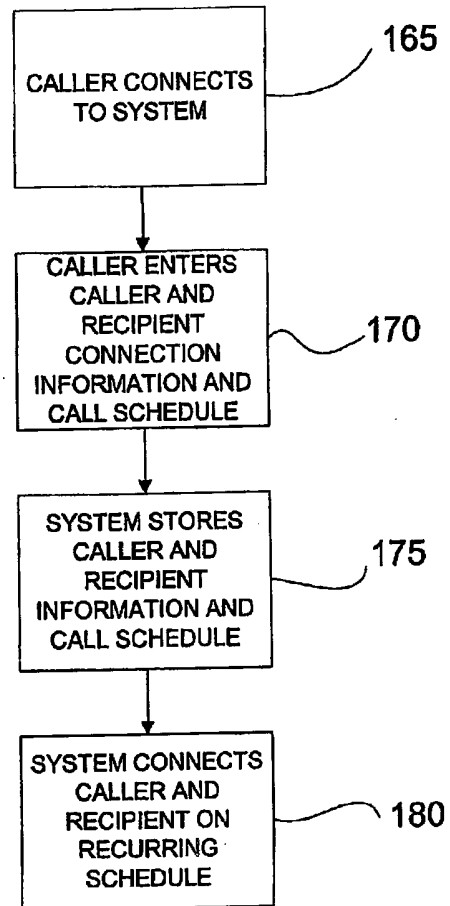 CALLER CONNECTS
TO SYSTEM
165
CALLER ENTERS
CALLER AND
RECIPIENT
CONNECTION
INFORMATION AND
CALL SCHEDULE
170
SYSTEM STORES
CALLER AND
RECIPIENT
INFORMATION AND
CALL SCHEDULE
175
SYSTEM CONNECTS
CALLER AND
RECIPIENT ON
RECURRING
SCHEDULE
180